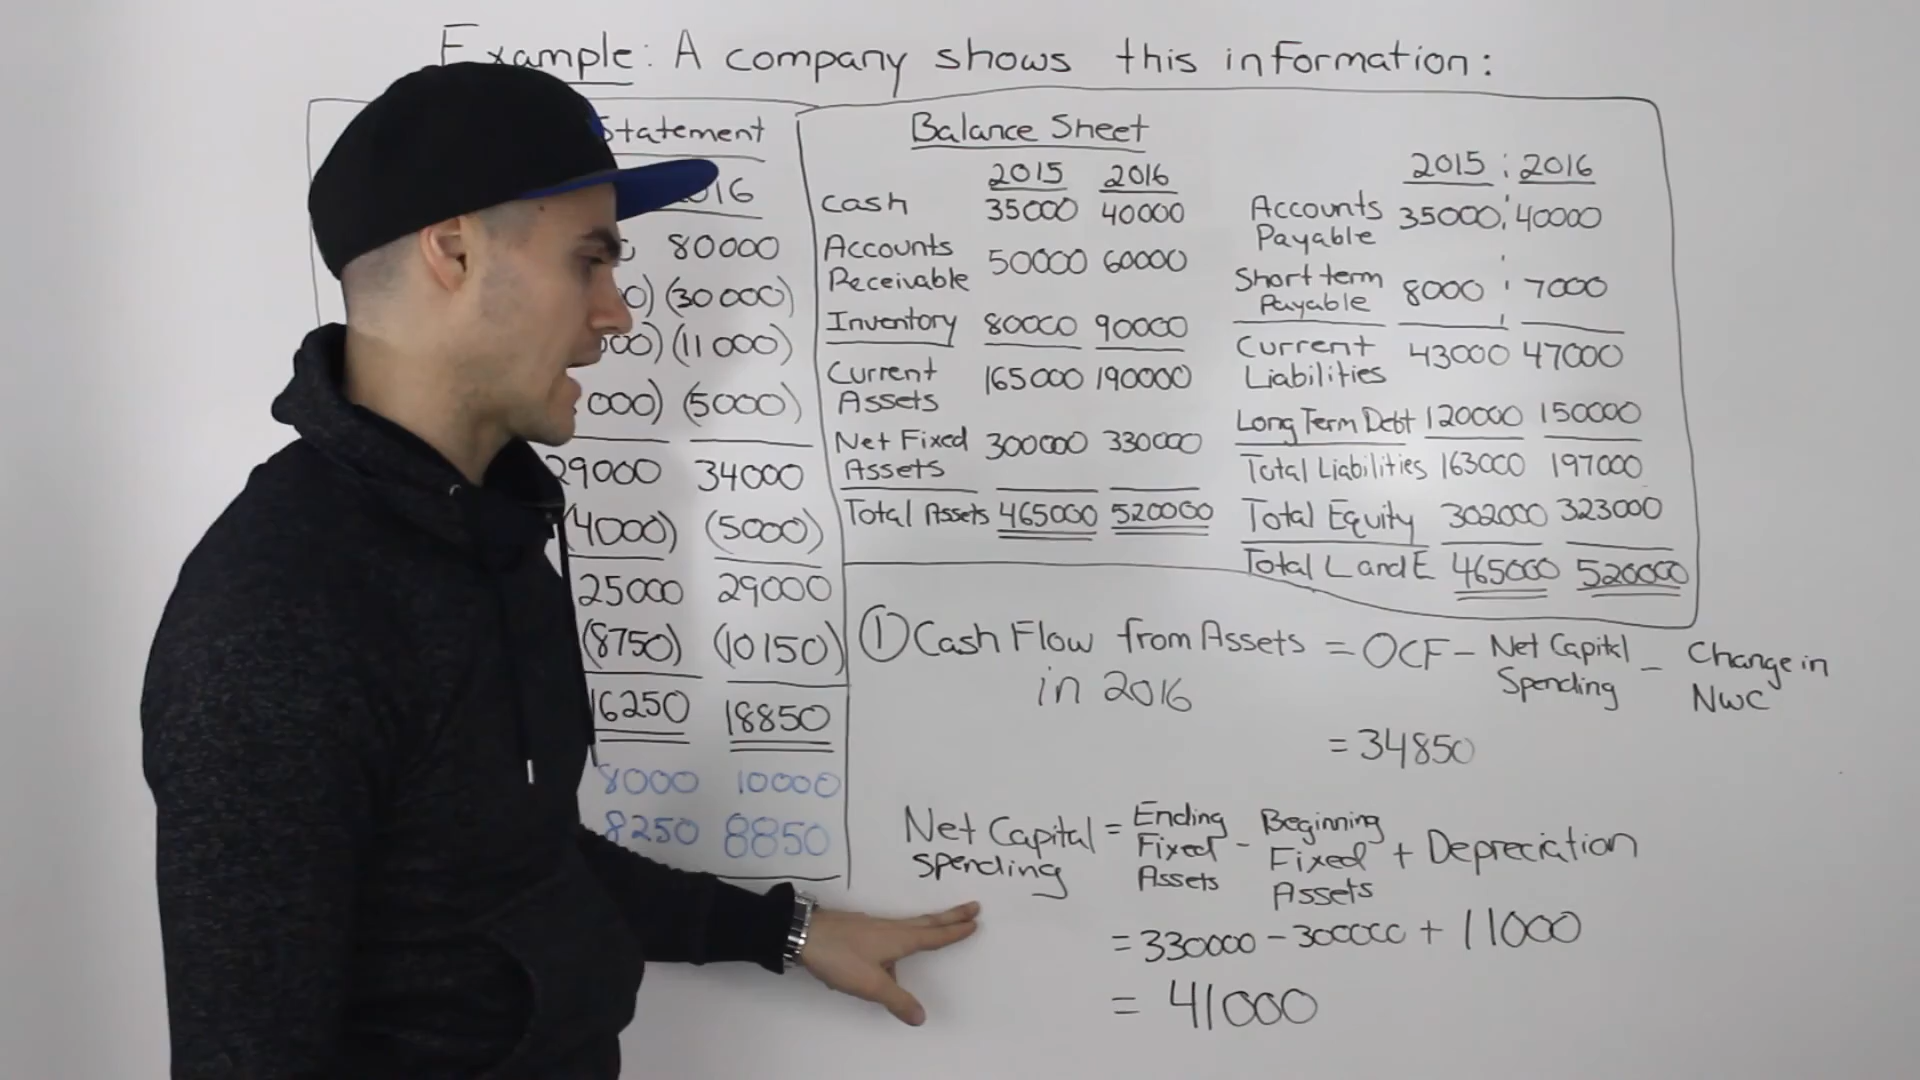 Example: A company shows this information:
Statement
2016
80000
(30000)
(11000)
(5000)
29000 34000
(4000) (5000)
25000 29000
(8750) (10150)
16250 18850
8000 10000
8250 8850
Balance Sheet
2015 2016
Cash 35000 40000
Accounts Receivable 50000 60000
Inventory 80000 90000
Current Assets 165000 190000
Net Fixed Assets 300000 330000
Total Assets 465000 520000
2015 2016
Accounts Payable 35000 40000
Short term Payable 8000 7000
Current Liabilities 43000 47000
Long Term Debt 120000 150000
Total Liabilities 163000 197000
Total Equity 302000 323000
Total L and E 465000 520000
① Cash Flow from Assets in 2016 = OCF - Net Capital Spending - Change in NWC
= 34850
Net Capital Spending = Ending Fixed Assets - Beginning Fixed Assets + Depreciation
= 330000 - 300000 + 11000
= 41000